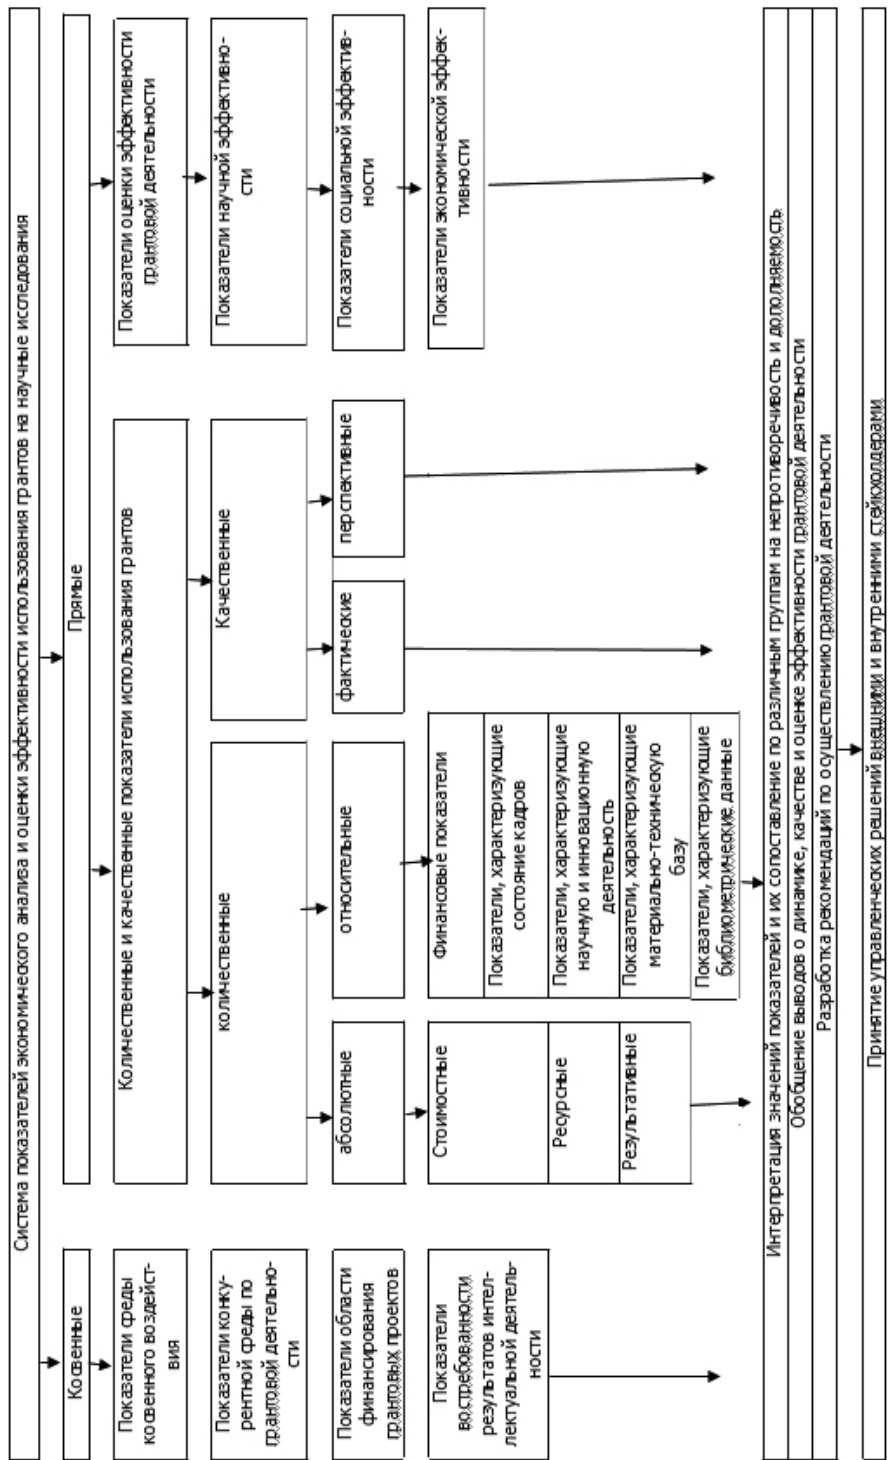 Система показателей экономического анализа и оценки эффективности использования грантов на научные исследования
Косвенные
Прямые
Показатели среды
косвенного воздейст-
вия
Количественные и качественные показатели использования грантов
Показатели оценки эффективности
грантовой деятельности
Показатели конку-
рентной среды по
грантовой деятельно-
сти
количественные
Качественные
Показатели научной эффективно-
сти
Показатели области
финансирования
грантовых проектов
абсолютные
относительные
фактические
перспективные
Показатели социальной эффектив-
ности
Показатели
востребованности
результатов интел-
лектуальной деятель-
ности
Стоимостные
Ресурсные
Результативные
Финансовые показатели
Показатели, характеризующие
состояние кадров
Показатели, характеризующие
научную и инновационную
деятельность
Показатели, характеризующие
материально-техническую
базу
Показатели, характеризующие
библиометрические данные
Показатели экономической эффек-
тивности
Интерпретация значений показателей и их сопоставление по различным группам на непротиворечивость и дополняемость
Обобщение выводов о динамике, качестве и оценке эффективности грантовой деятельности
Разработка рекомендаций по осуществлению грантовой деятельности
Принятие управленческих решений внешними и внутренними стейкхолдерами